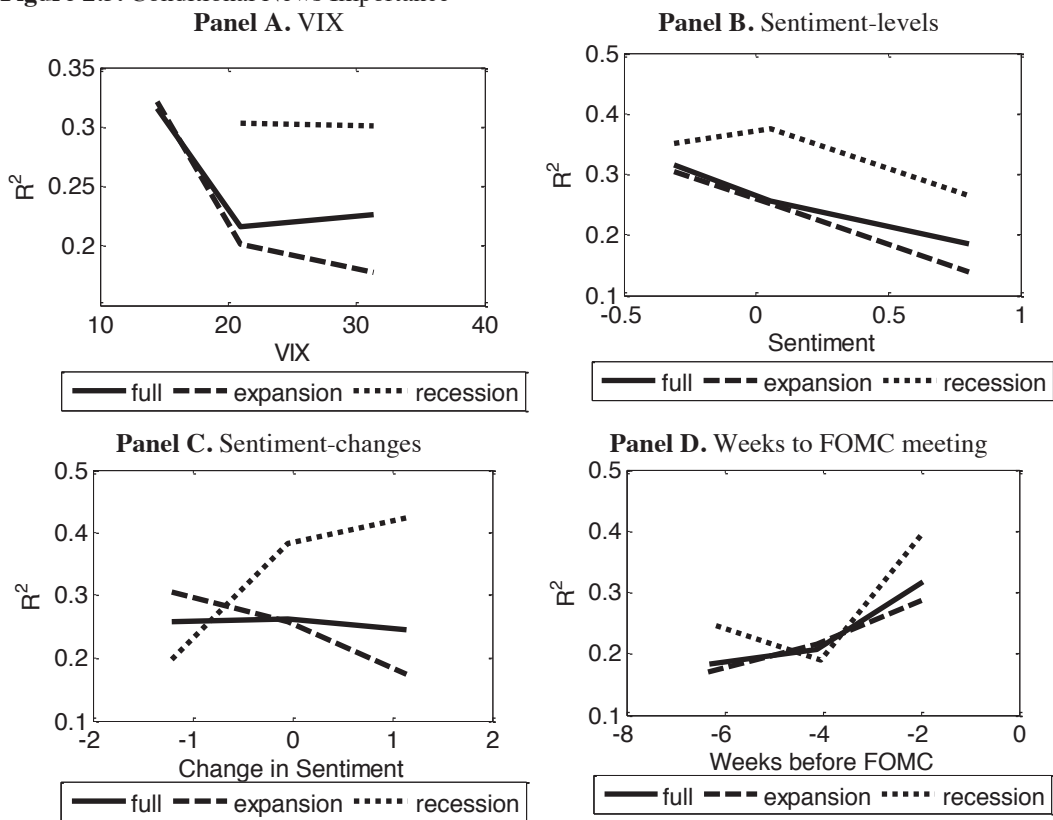 Panel A. VIX
0.35
0.3
0.25
0.2
R²
10 20 30 40
VIX
full expansion recession
Panel B. Sentiment-levels
0.5
0.4
0.3
0.2
0.1
R²
-0.5 0 0.5 1
Sentiment
full expansion recession
Panel C. Sentiment-changes
0.5
0.4
0.3
0.2
0.1
R²
-2 -1 0 1 2
Change in Sentiment
full expansion recession
Panel D. Weeks to FOMC meeting
0.5
0.4
0.3
0.2
0.1
R²
-8 -6 -4 -2 0
Weeks before FOMC
full expansion recession